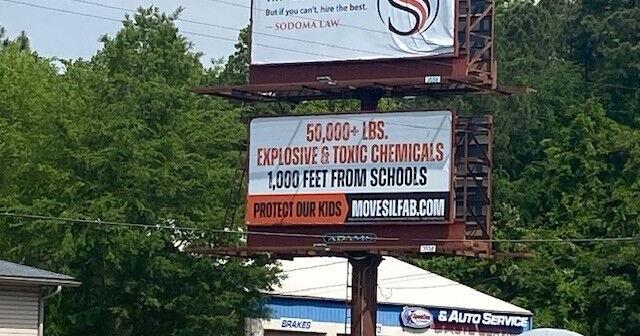 But if you can't, hire the best.
— SODOMA LAW —
50,000+ LBS.
EXPLOSIVE & TOXIC CHEMICALS
1,000 FEET FROM SCHOOLS
PROTECT OUR KIDS MOVESILFAB.COM
ADAMS
BRAKES
& AUTO SERVICE